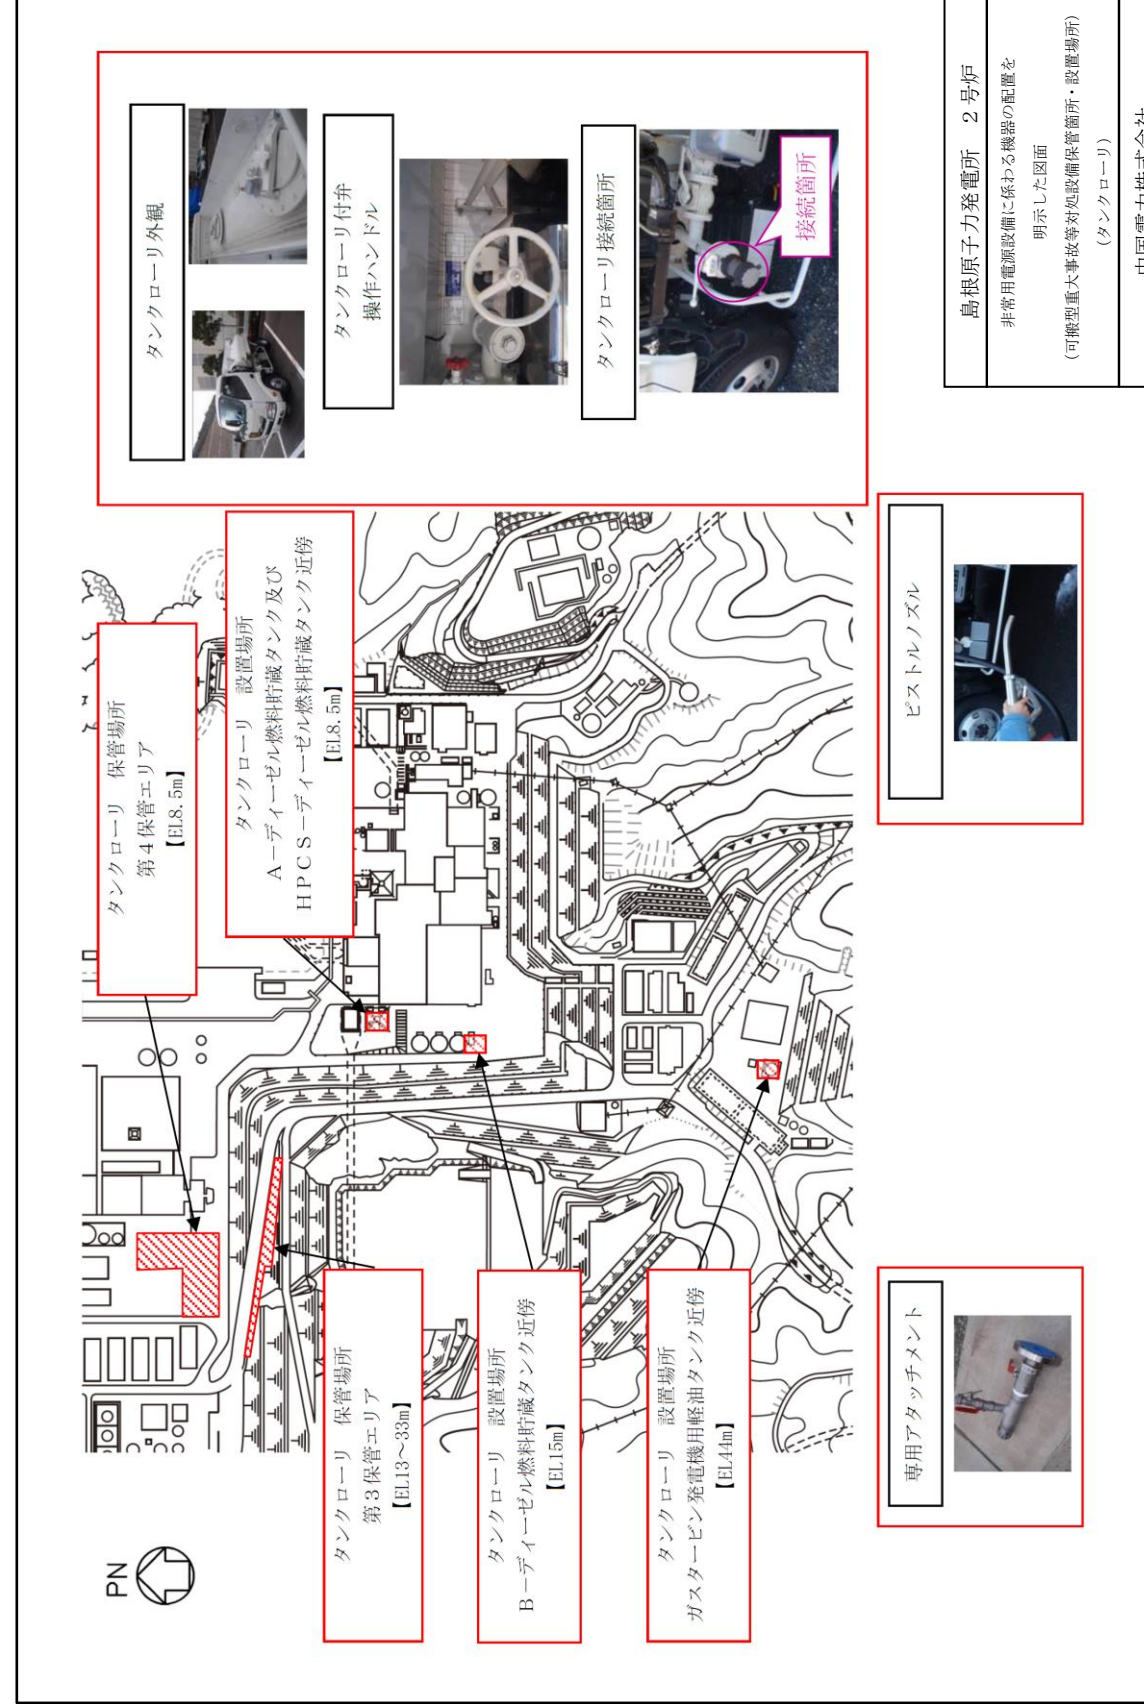 PN
タンクローリ 保管場所
第4保管エリア
【EL8.5m】
タンクローリ 設置場所
A－ディーゼル燃料貯蔵タンク及び
HPCS－ディーゼル燃料貯蔵タンク近傍
【EL8.5m】
タンクローリ 保管場所
第3保管エリア
【EL13～33m】
タンクローリ 設置場所
B－ディーゼル燃料貯蔵タンク近傍
【EL15m】
タンクローリ 設置場所
ガスタービン発電機用軽油タンク近傍
【EL44m】
タンクローリ外観
タンクローリ付弁
操作ハンドル
タンクローリ接続箇所
接続箇所
専用アタッチメント
ピストルノズル
島根原子力発電所 2号炉
非常用電源設備に係わる機器の配置を
明示した図面
(可搬型重大事故等対処設備保管箇所・設置場所)
(タンクローリ)
中国電力株式会社